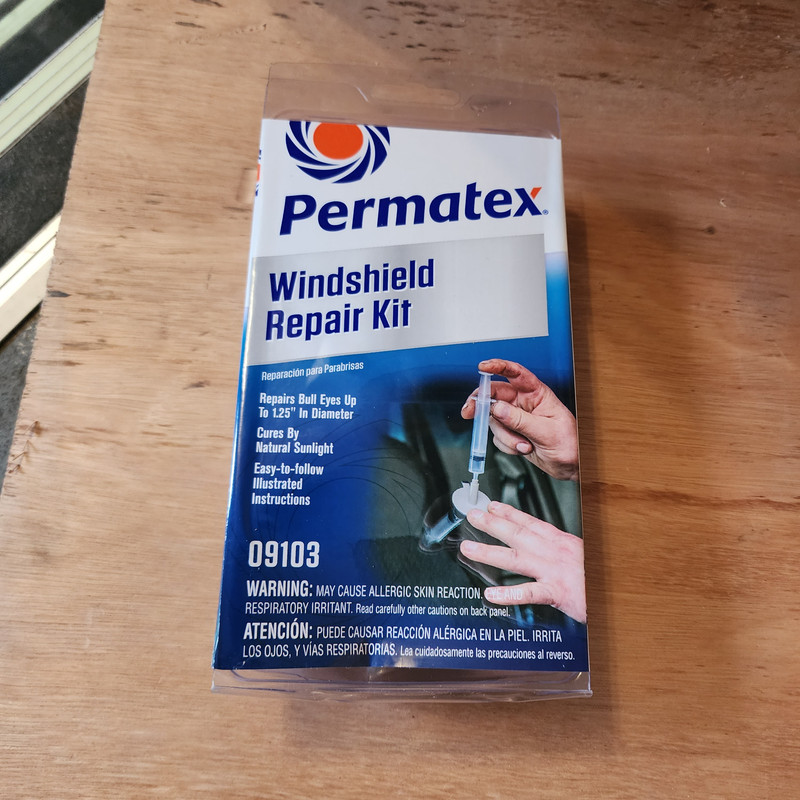 Permatex®
Windshield
Repair Kit
Reparación para Parabrisas
Repairs Bull Eyes Up
To 1.25" In Diameter
Cures By
Natural Sunlight
Easy-to-follow
Illustrated
Instructions
09103
WARNING: MAY CAUSE ALLERGIC SKIN REACTION. EYE AND
RESPIRATORY IRRITANT. Read carefully other cautions on back panel.
ATENCIÓN: PUEDE CAUSAR REACCIÓN ALÉRGICA EN LA PIEL. IRRITA
LOS OJOS, Y VÍAS RESPIRATORIAS. Lea cuidadosamente las precauciones al reverso.